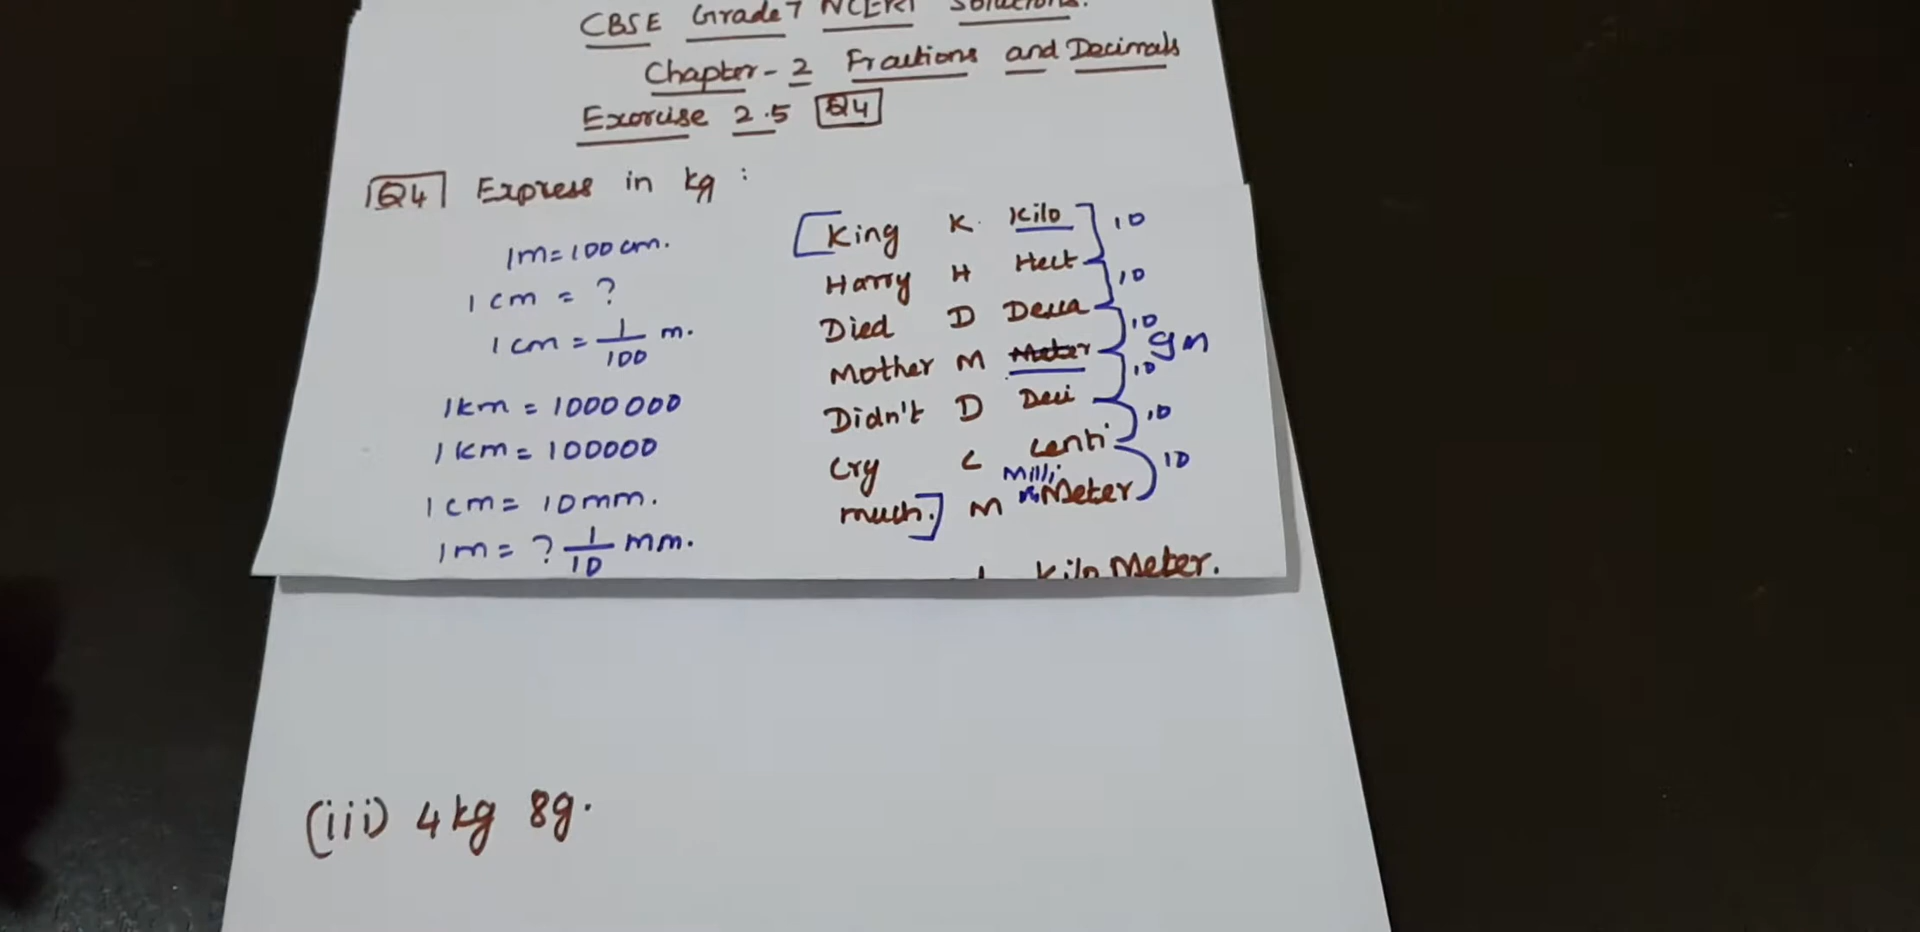 CBSE Grade 7 NCERT Solutions.
Chapter - 2 Fractions and Decimals
Exercise 2.5 Q4
Q4 Express in kg :
1m = 100 cm.
1 cm = ?
1 cm = 1/100 m.
1km = 1000 000
1 km = 100000
1 cm = 10mm.
1m = ? 1/10 mm.
King K Kilo 10
Harry H Hect 10
Died D Deca 10
Mother M Meter gm 10
Didn't D Deci 10
Cry C Centi 10
Milli
much. M Meter
Kilo Meter.
(iii) 4 kg 8g.